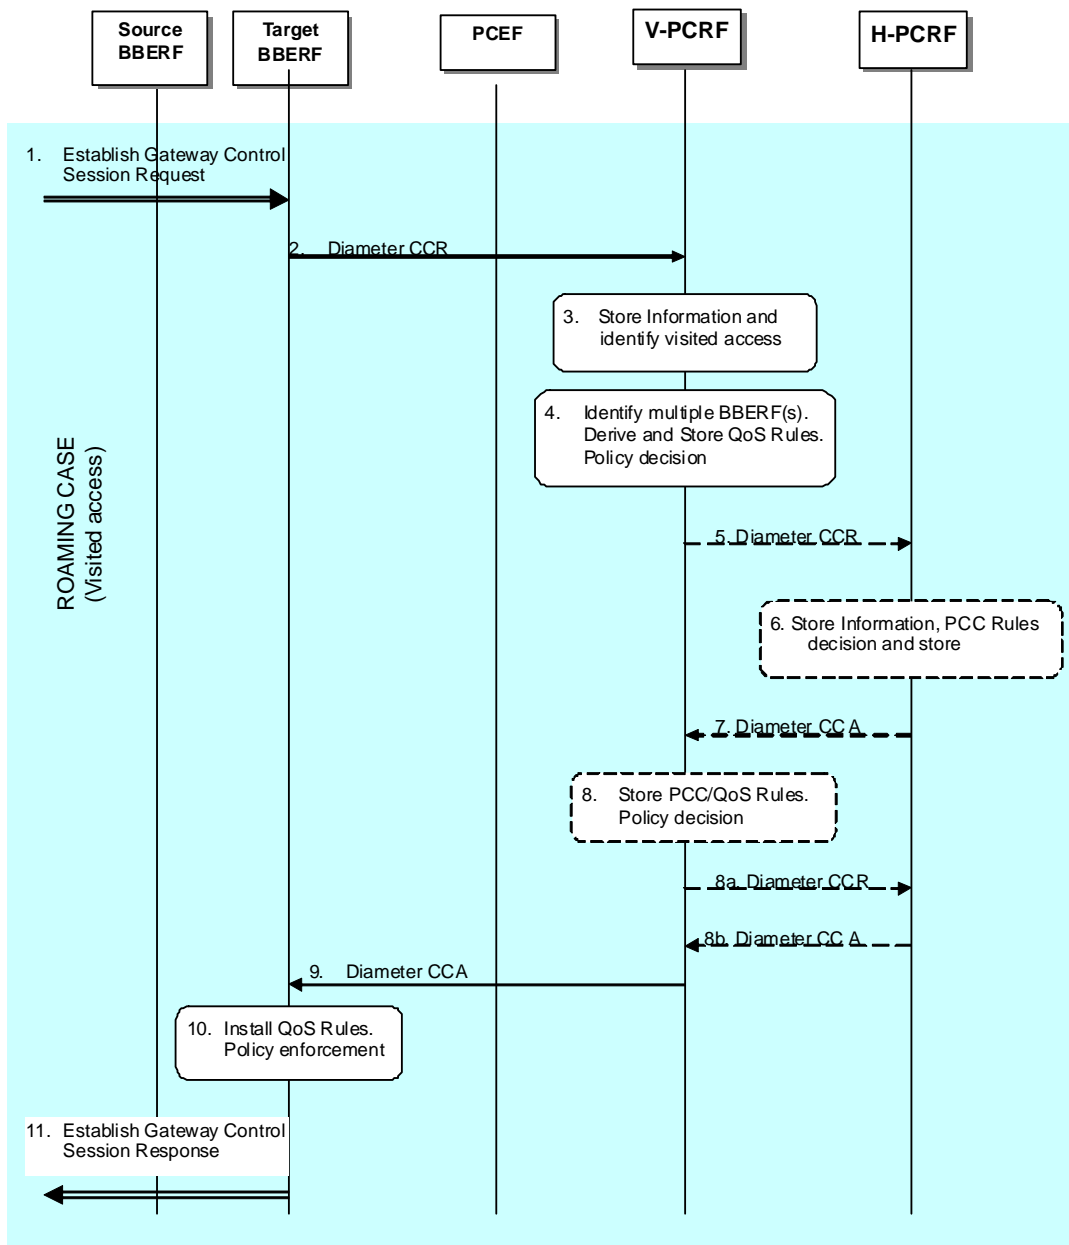 Source
BBERF
Target
BBERF
PCEF
V-PCRF
H-PCRF
1. Establish Gateway Control
Session Request
2. Diameter CCR
3. Store Information and
identify visited access
4. Identify multiple BBERF(s).
Derive and Store QoS Rules.
Policy decision
ROAMING CASE
(Visited access)
5. Diameter CCR
6. Store Information, PCC Rules
decision and store
7. Diameter CCA
8. Store PCC/QoS Rules.
Policy decision
8a. Diameter CCR
8b. Diameter CCA
9. Diameter CCA
10. Install QoS Rules.
Policy enforcement
11. Establish Gateway Control
Session Response